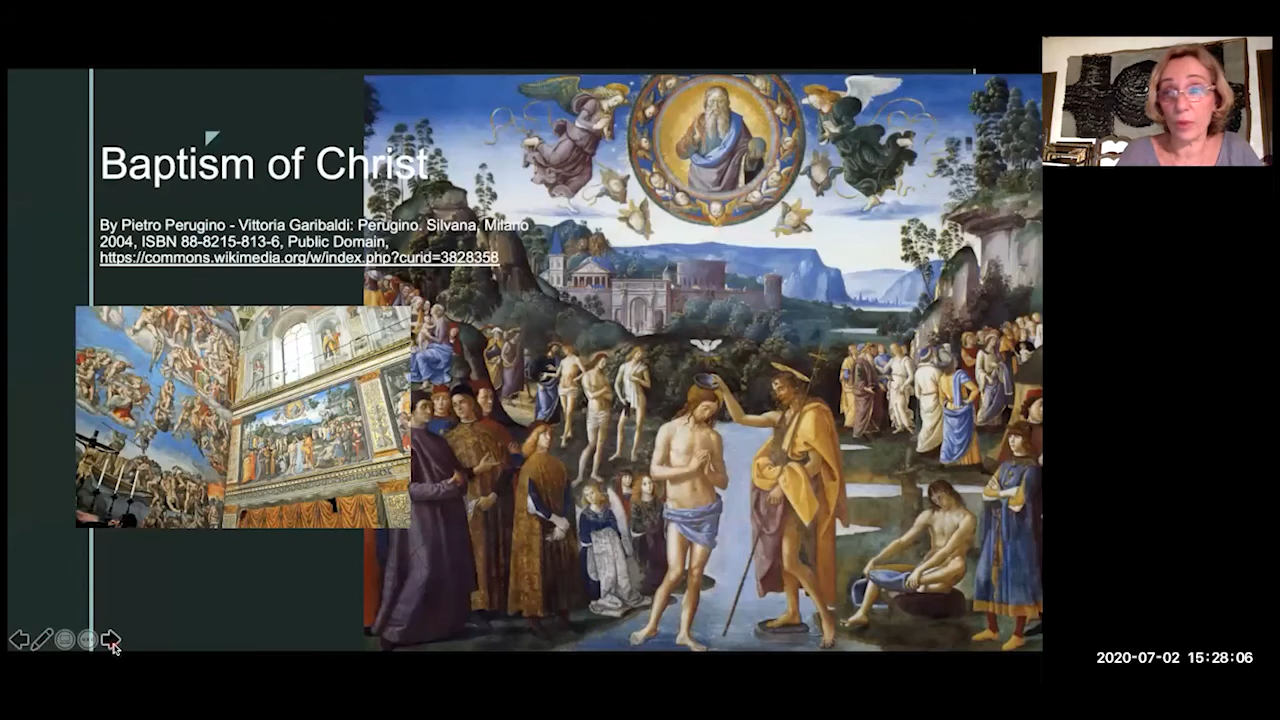 Baptism of Christ
By Pietro Perugino - Vittoria Garibaldi: Perugino. Silvana, Milano
2004, ISBN 88-8215-813-6, Public Domain,
https://commons.wikimedia.org/w/index.php?curid=3828358
2020-07-02 15:28:06